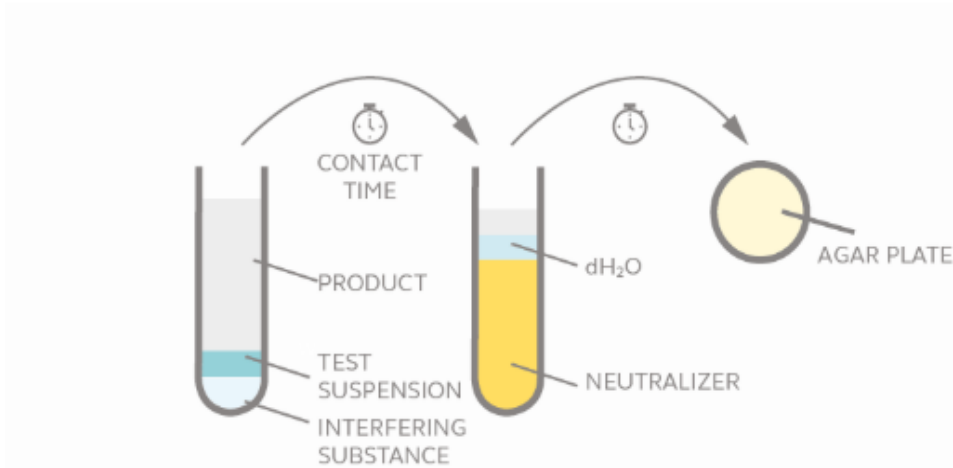 CONTACT
TIME
PRODUCT
TEST
SUSPENSION
INTERFERING
SUBSTANCE
dH₂O
NEUTRALIZER
AGAR PLATE